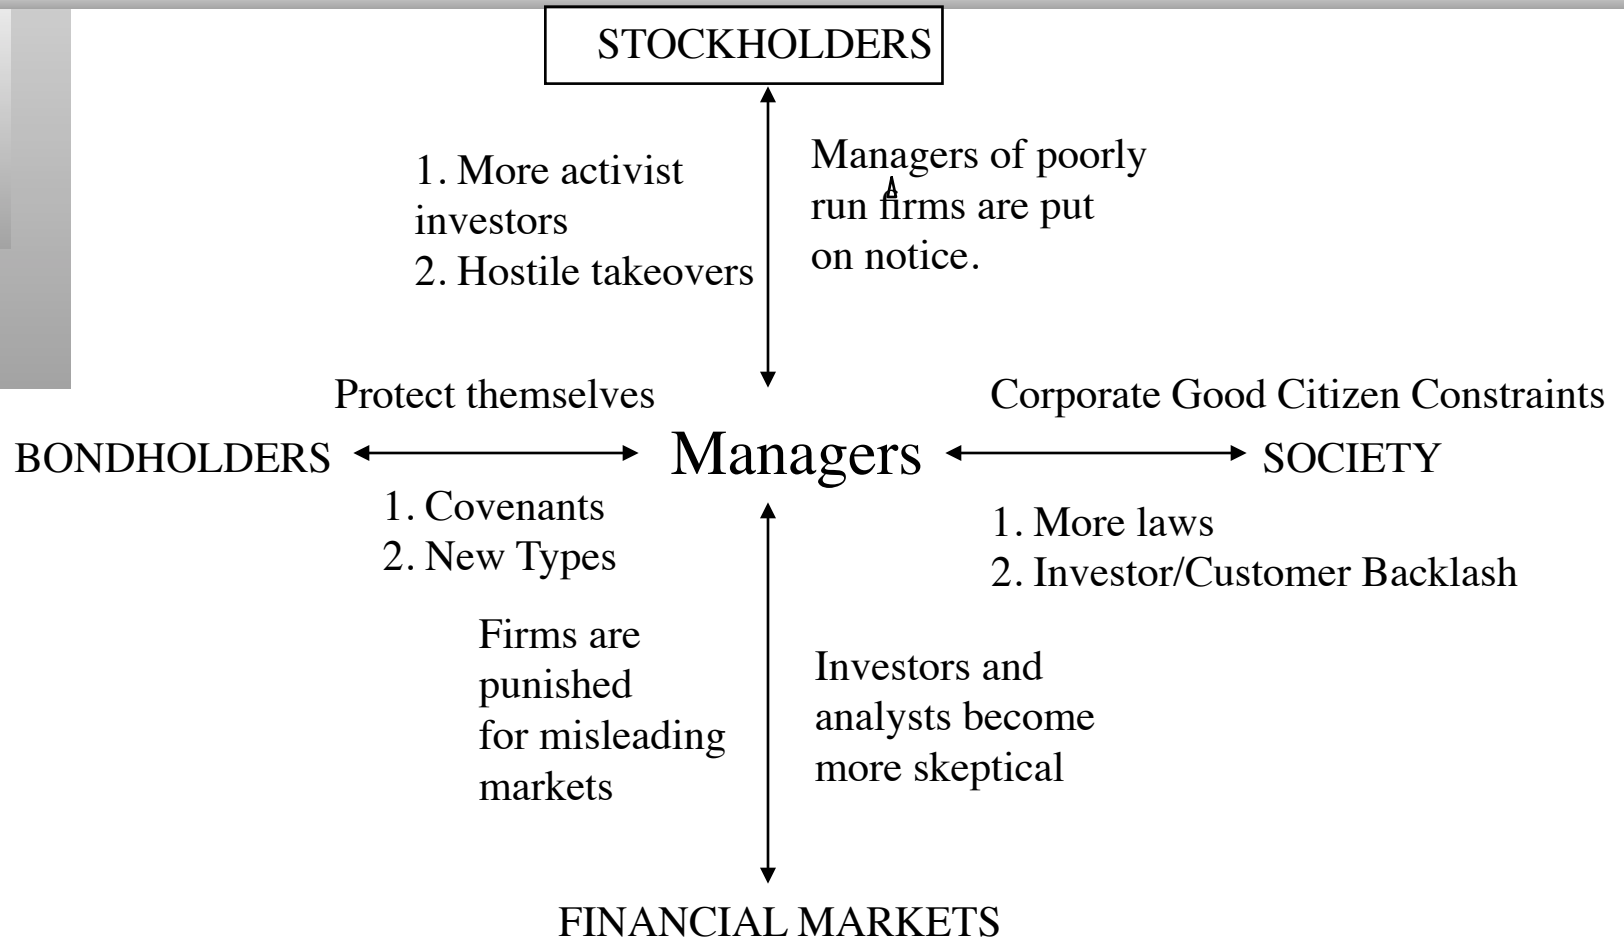 STOCKHOLDERS
1. More activist
investors
2. Hostile takeovers
Managers of poorly
run firms are put
on notice.
Protect themselves
Corporate Good Citizen Constraints
BONDHOLDERS
Managers
SOCIETY
1. Covenants
2. New Types
1. More laws
2. Investor/Customer Backlash
Firms are
punished
for misleading
markets
Investors and
analysts become
more skeptical
FINANCIAL MARKETS